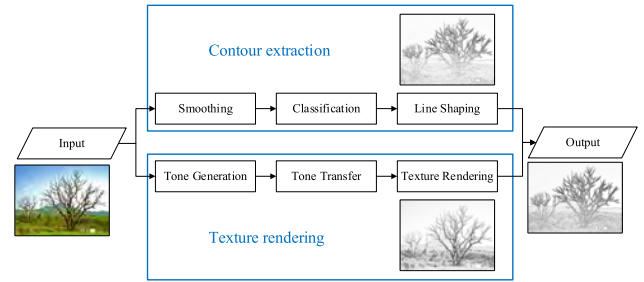 Contour extraction
Smoothing
Classification
Line Shaping
Input
Output
Tone Generation
Tone Transfer
Texture Rendering
Texture rendering